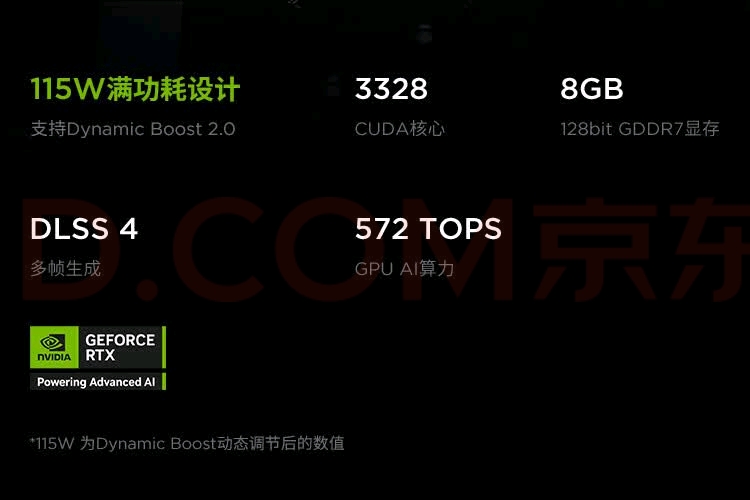 115W满功耗设计
支持Dynamic Boost 2.0
3328
CUDA核心
8GB
128bit GDDR7显存
DLSS 4
多帧生成
572 TOPS
GPU AI算力
D.COM京东
NVIDIA
GEFORCE
RTX
Powering Advanced AI
*115W 为Dynamic Boost动态调节后的数值